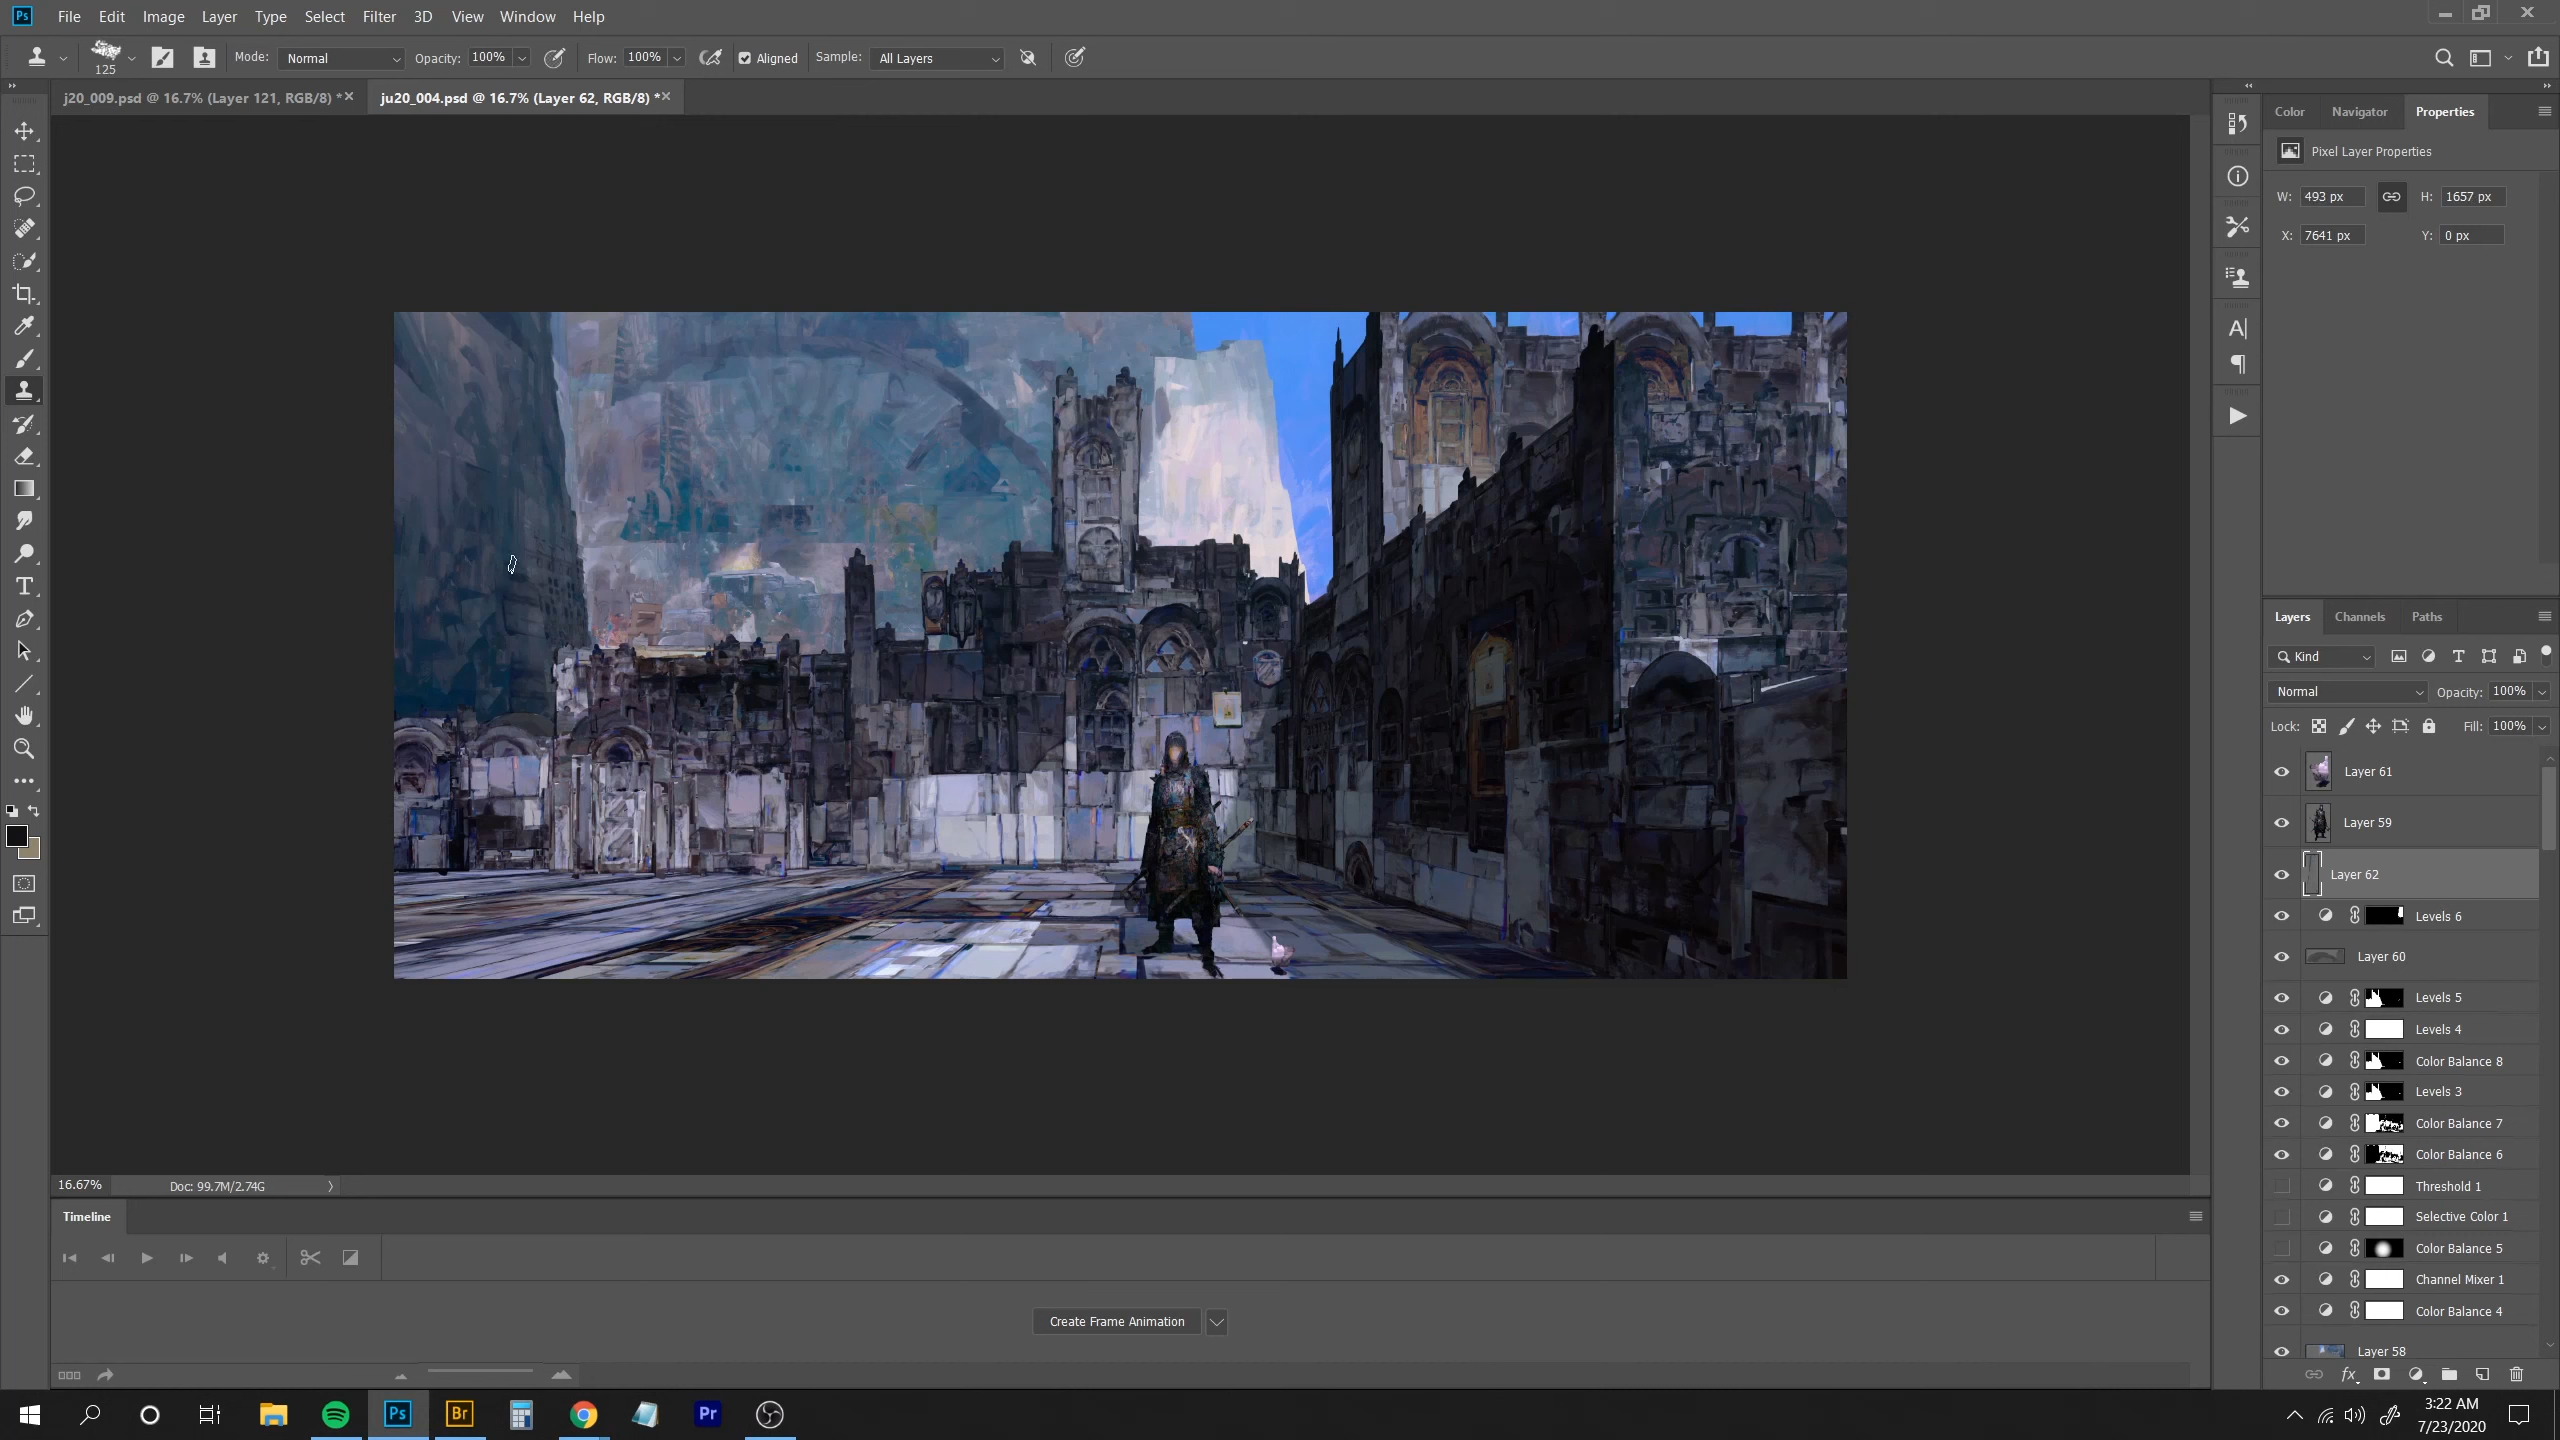 Ps File Edit Image Layer Type Select Filter 3D View Window Help
125 Mode: Normal Opacity: 100% Flow: 100% Aligned Sample: All Layers
j20_009.psd @ 16.7% (Layer 121, RGB/8) * ju20_004.psd @ 16.7% (Layer 62, RGB/8) *
Color Navigator Properties
Pixel Layer Properties
W: 493 px H: 1657 px
X: 7641 px Y: 0 px
Layers Channels Paths
Kind
Normal Opacity: 100%
Lock: Fill: 100%
Layer 61
Layer 59
Layer 62
Levels 6
Layer 60
Levels 5
Levels 4
Color Balance 8
Levels 3
Color Balance 7
Color Balance 6
Threshold 1
Selective Color 1
Color Balance 5
Channel Mixer 1
Color Balance 4
Layer 58
fx
16.67% Doc: 99.7M/2.74G
Timeline
Create Frame Animation
Ps Br Pr
3:22 AM
7/23/2020